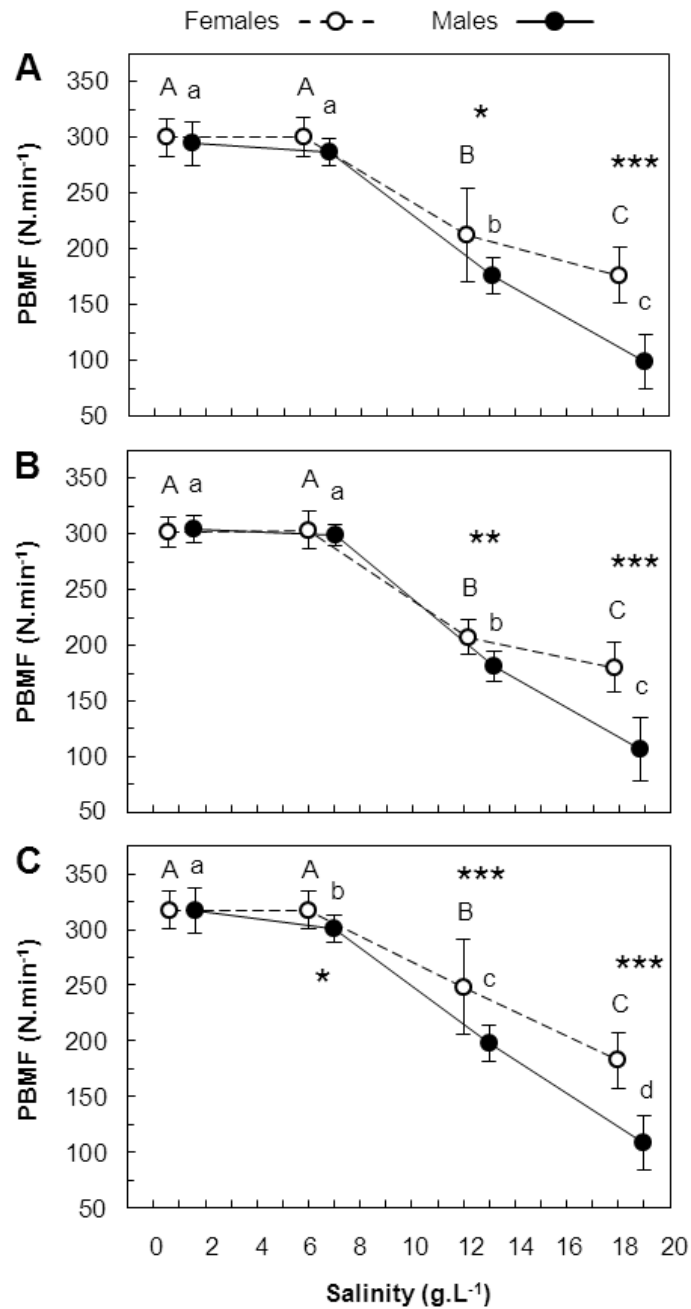 Females Males
A
350
300
250
200
150
100
50
PBMF (N.min⁻¹)
A a A a * B b *** C c
B
350
300
250
200
150
100
50
PBMF (N.min⁻¹)
A a A a ** B b *** C c
C
350
300
250
200
150
100
50
PBMF (N.min⁻¹)
A a A b * *** B c *** C d
0 2 4 6 8 10 12 14 16 18 20
Salinity (g.L⁻¹)